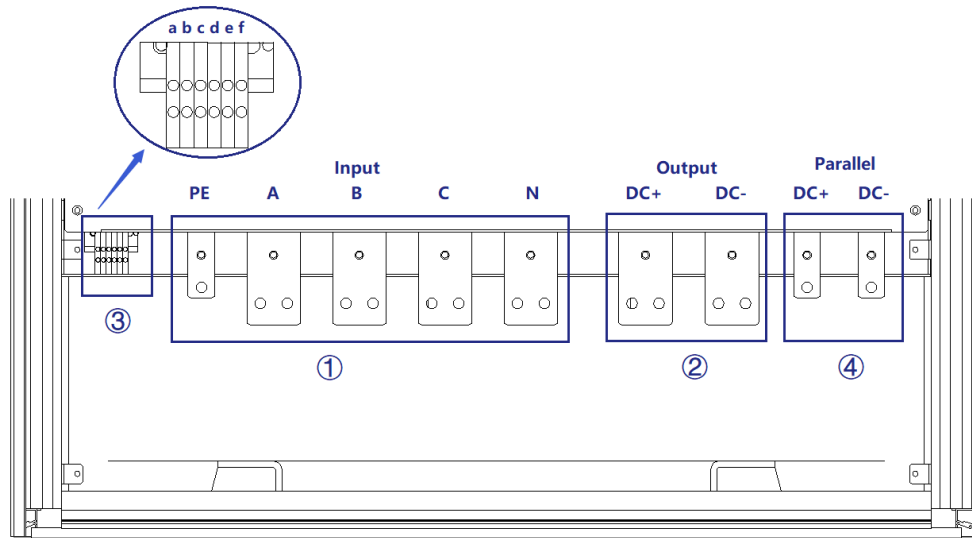 a b c d e f
Input
Output
Parallel
PE A B C N
DC+ DC-
DC+ DC-
③
①
②
④